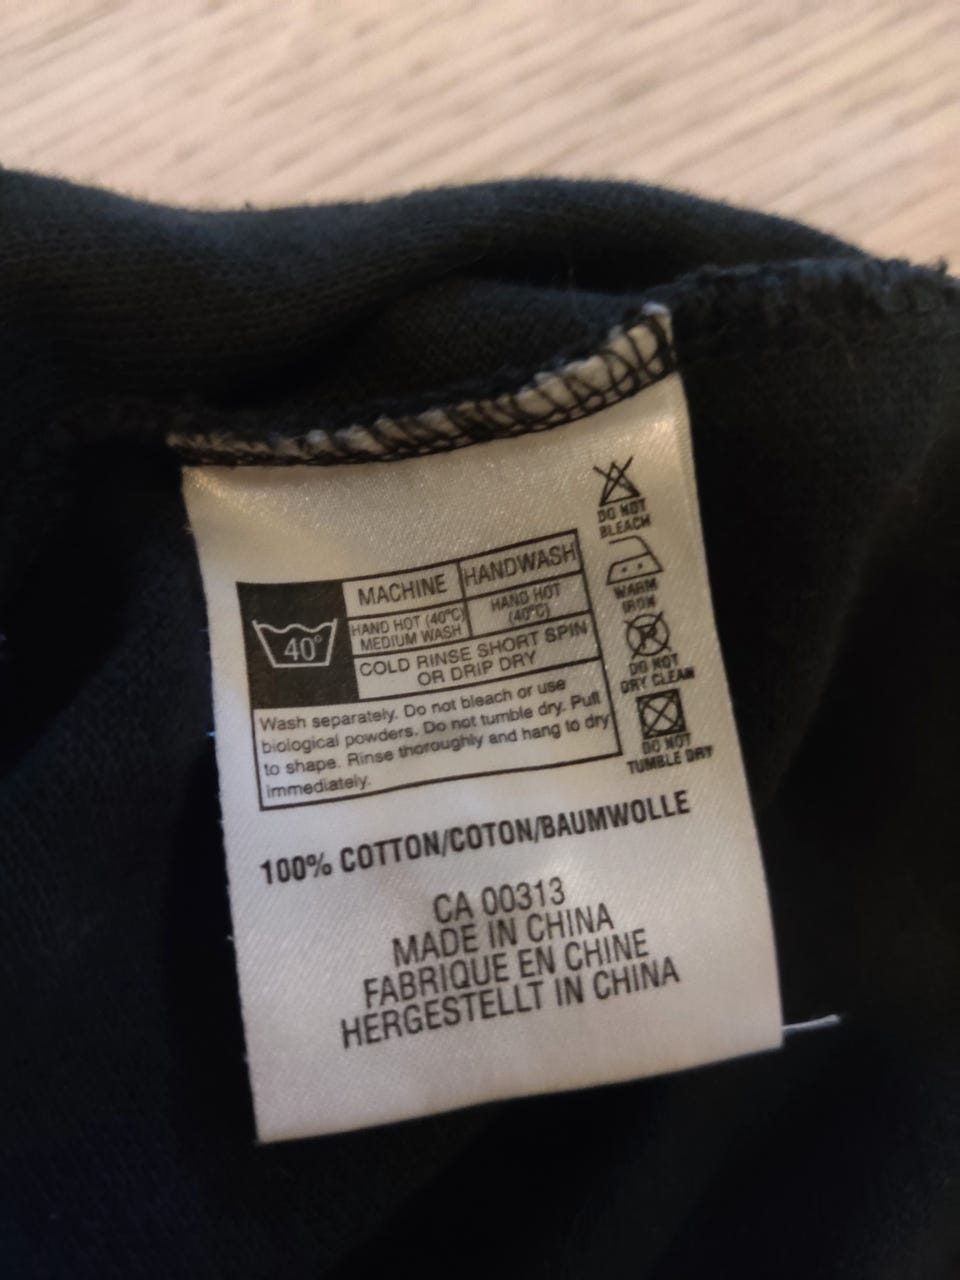 DO NOT
BLEACH
WARM
IRON
DO NOT
DRY CLEAN
DO NOT
TUMBLE DRY
40°
MACHINE HANDWASH
HAND HOT (40°C)
MEDIUM WASH
HAND HOT
(40°C)
COLD RINSE SHORT SPIN
OR DRIP DRY
Wash separately. Do not bleach or use
biological powders. Do not tumble dry. Pull
to shape. Rinse thoroughly and hang to dry
immediately.
100% COTTON/COTON/BAUMWOLLE
CA 00313
MADE IN CHINA
FABRIQUE EN CHINE
HERGESTELLT IN CHINA